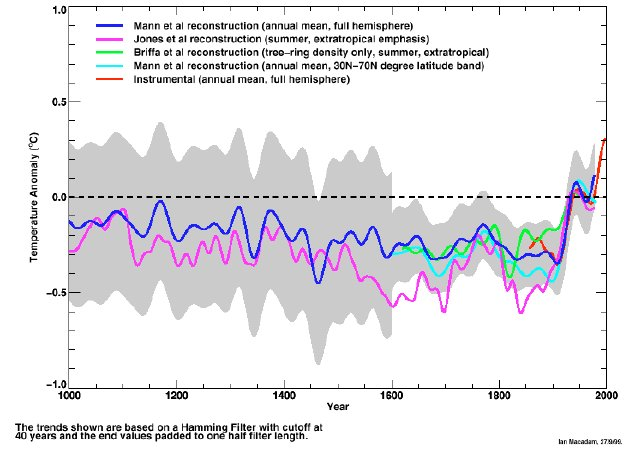 1.0
Mann et al reconstruction (annual mean, full hemisphere)
Jones et al reconstruction (summer, extratropical emphasis)
Briffa et al reconstruction (tree-ring density only, summer, extratropical)
Mann et al reconstruction (annual mean, 30N-70N degree latitude band)
Instrumental (annual mean, full hemisphere)
0.5
Temperature Anomaly (°C)
0.0
-0.5
-1.0
1000 1200 1400 1600 1800 2000
Year
The trends shown are based on a Hamming Filter with cutoff at
40 years and the end values padded to one half filter length.
Ian Macadam, 27/9/99.